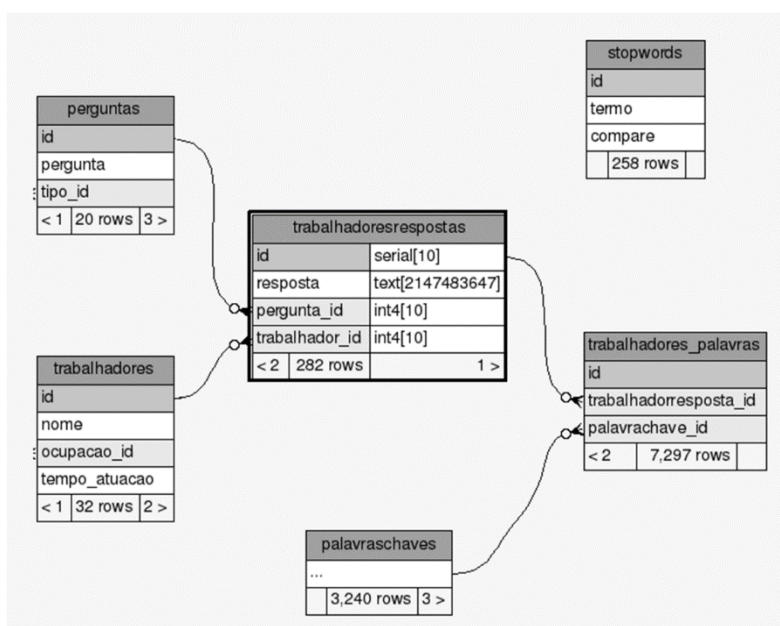 stopwords
id
termo
compare
258 rows
perguntas
id
pergunta
tipo_id
< 1 20 rows 3 >
trabalhadoresrespostas
id serial[10]
resposta text[2147483647]
pergunta_id int4[10]
trabalhador_id int4[10]
< 2 282 rows 1 >
trabalhadores
id
nome
ocupacao_id
tempo_atuacao
< 1 32 rows 2 >
trabalhadores_palavras
id
trabalhadorresposta_id
palavrachave_id
< 2 7,297 rows
palavraschaves
...
3,240 rows 3 >